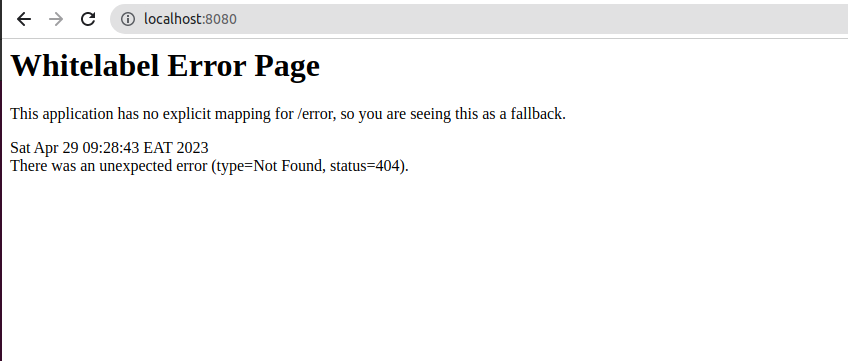 localhost:8080
Whitelabel Error Page
This application has no explicit mapping for /error, so you are seeing this as a fallback.
Sat Apr 29 09:28:43 EAT 2023
There was an unexpected error (type=Not Found, status=404).